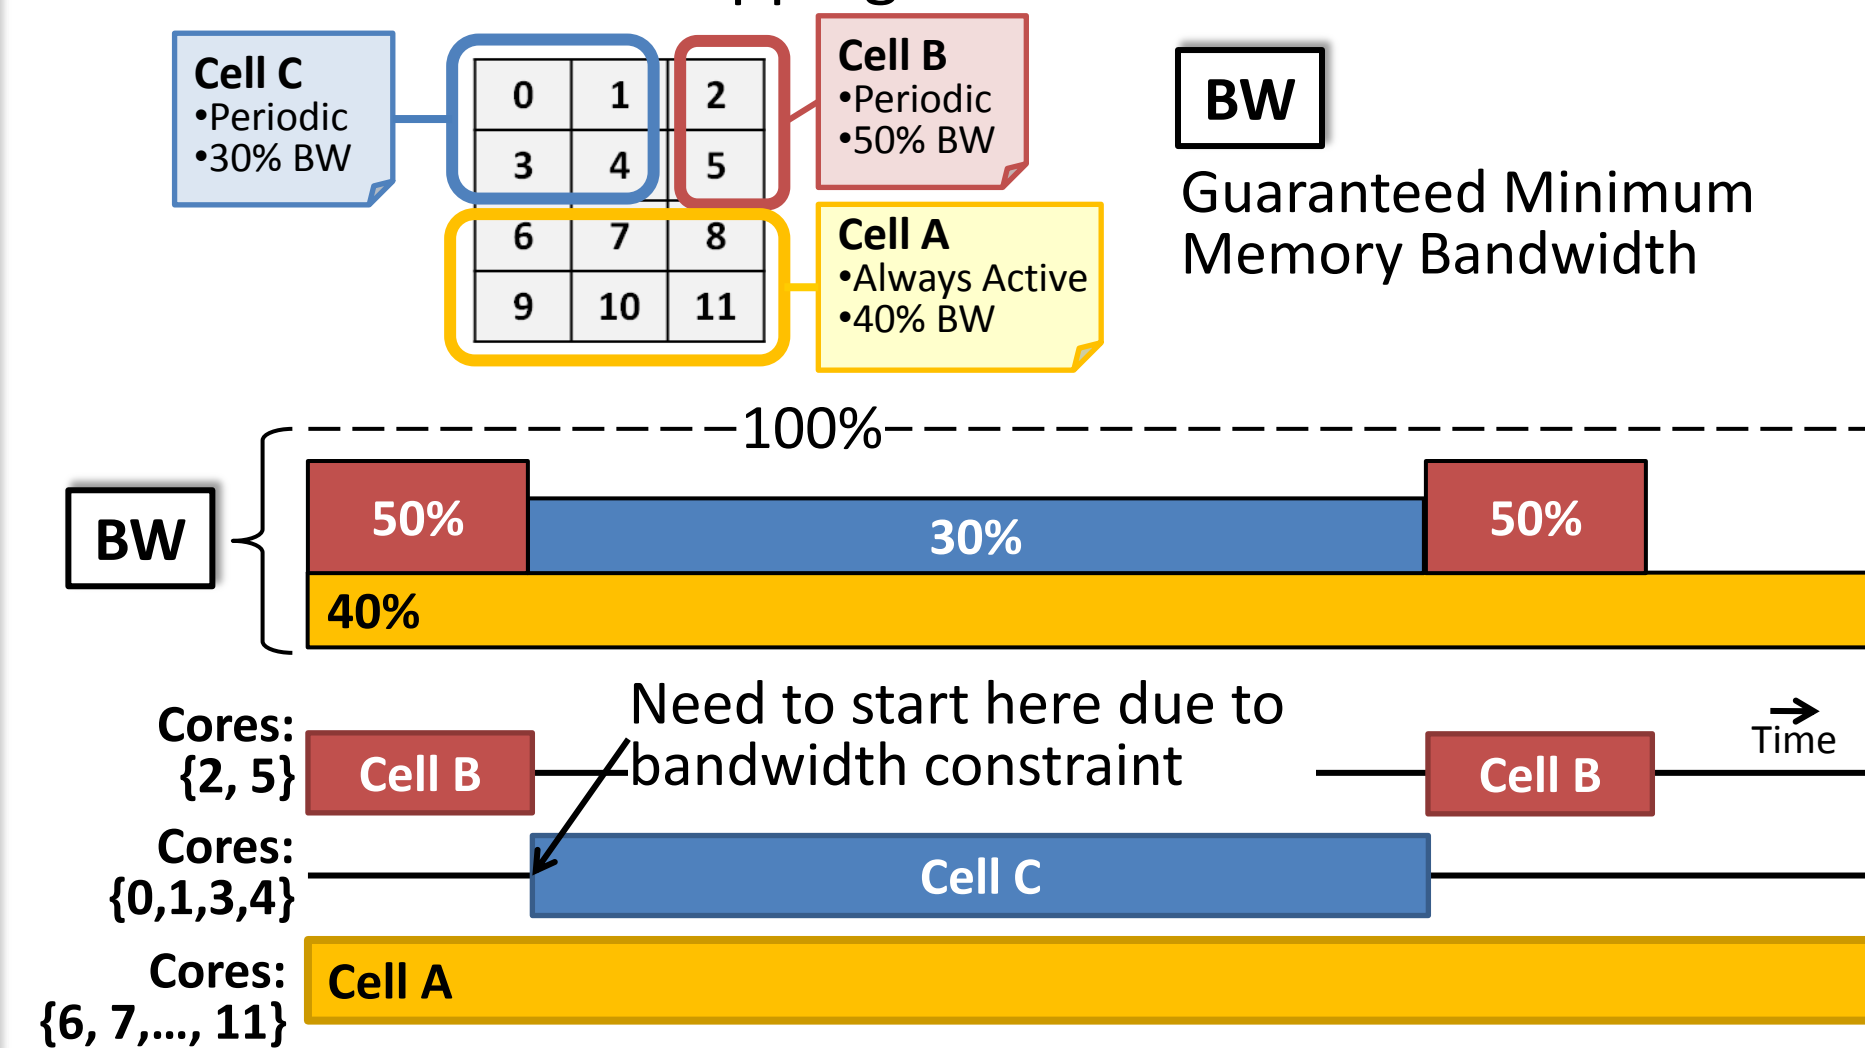 Cell C
•Periodic
•30% BW
0 1 2
3 4 5
6 7 8
9 10 11
Cell B
•Periodic
•50% BW
Cell A
•Always Active
•40% BW
BW
Guaranteed Minimum
Memory Bandwidth
100%
BW
50%
30%
50%
40%
Need to start here due to
bandwidth constraint
Time
Cores:
{2, 5}
Cell B
Cell B
Cores:
{0,1,3,4}
Cell C
Cores:
{6, 7,..., 11}
Cell A